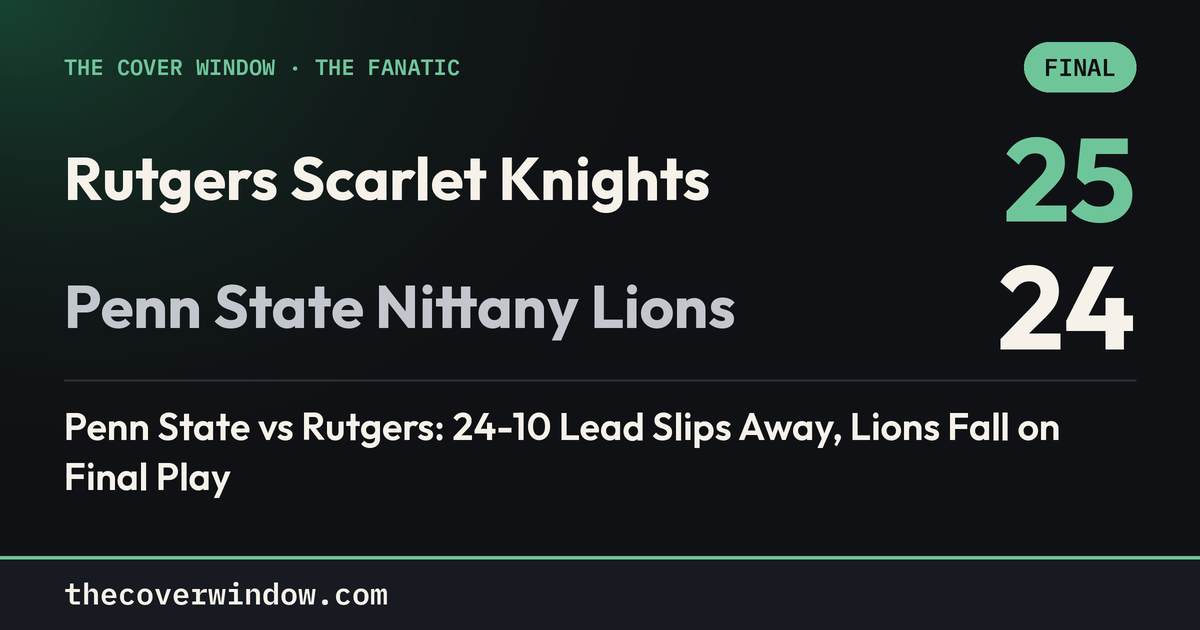 THE COVER WINDOW · THE FANATIC
FINAL
Rutgers Scarlet Knights
25
Penn State Nittany Lions
24
Penn State vs Rutgers: 24-10 Lead Slips Away, Lions Fall on
Final Play
thecoverwindow.com